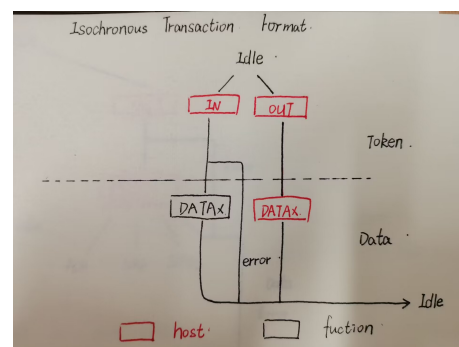 Isochronous Transaction Format.
Idle.
IN OUT
Token.
DATAx DATAx.
Data
error
Idle
host. fuction